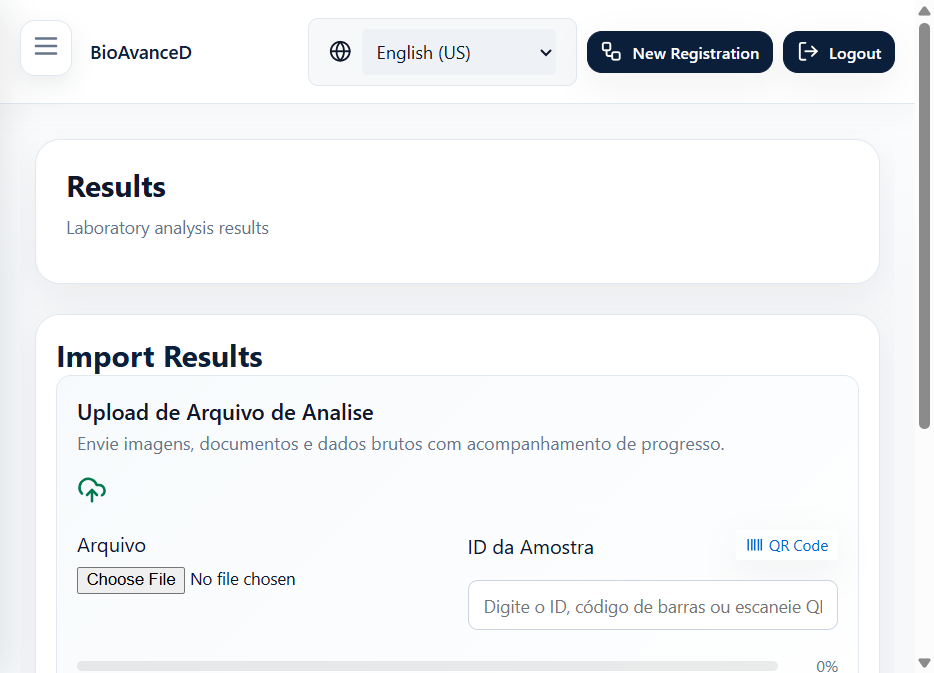 BioAvanceD
English (US)
New Registration
Logout
Results
Laboratory analysis results
Import Results
Upload de Arquivo de Analise
Envie imagens, documentos e dados brutos com acompanhamento de progresso.
Arquivo
Choose File No file chosen
ID da Amostra
QR Code
Digite o ID, código de barras ou escaneie
0%